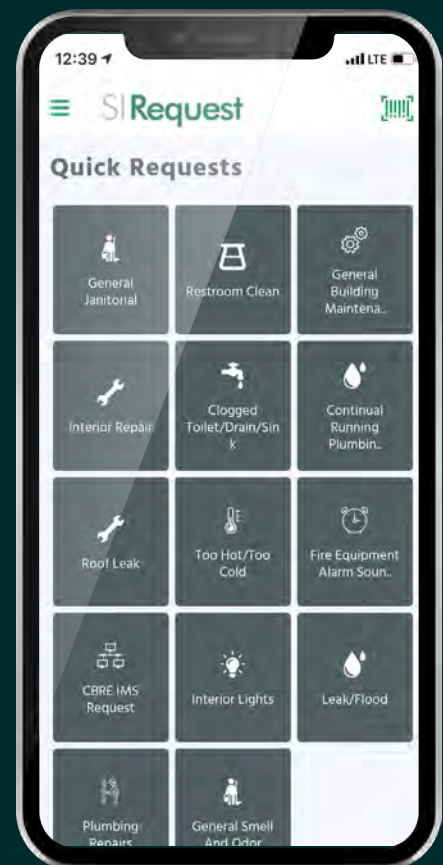 12:39
LTE
SIRequest
Quick Requests
General
Janitorial
Restroom Clean
General
Building
Maintena..
Interior Repair
Clogged
Toilet/Drain/Sin
k
Continual
Running
Plumbin..
Roof Leak
Too Hot/Too
Cold
Fire Equipment
Alarm Soun..
CBRE IMS
Request
Interior Lights
Leak/Flood
Plumbing
Repairs
General Smell
And Odor